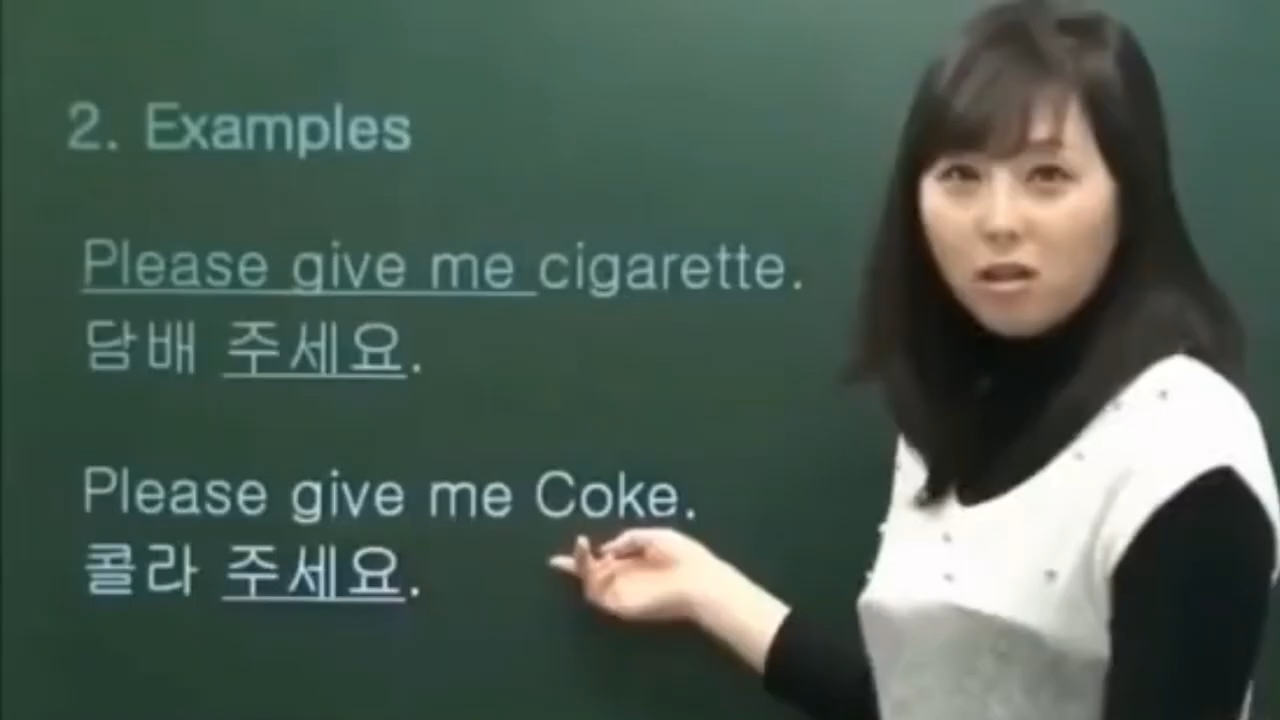 2. Examples
Please give me cigarette.
담배 주세요.
Please give me Coke.
콜라 주세요.